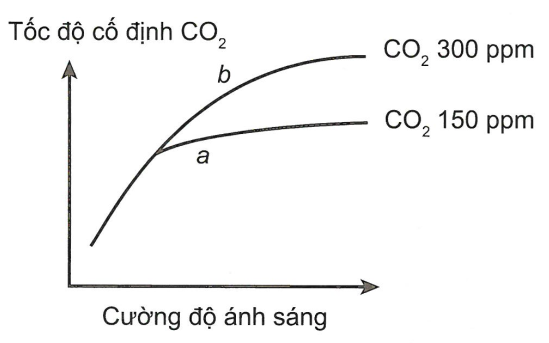 Tốc độ cố định CO₂
b
CO₂ 300 ppm
a
CO₂ 150 ppm
Cường độ ánh sáng